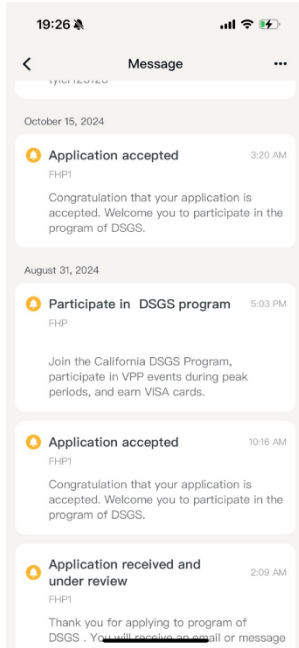 19:26
Message
October 15, 2024
Application accepted 3:20 AM
FHP1
Congratulation that your application is
accepted. Welcome you to participate in the
program of DSGS.
August 31, 2024
Participate in DSGS program 5:03 PM
FHP
Join the California DSGS Program,
participate in VPP events during peak
periods, and earn VISA cards.
Application accepted 10:16 AM
FHP1
Congratulation that your application is
accepted. Welcome you to participate in the
program of DSGS.
Application received and
under review 2:09 AM
FHP1
Thank you for applying to program of
DSGS . You will receive an email or message